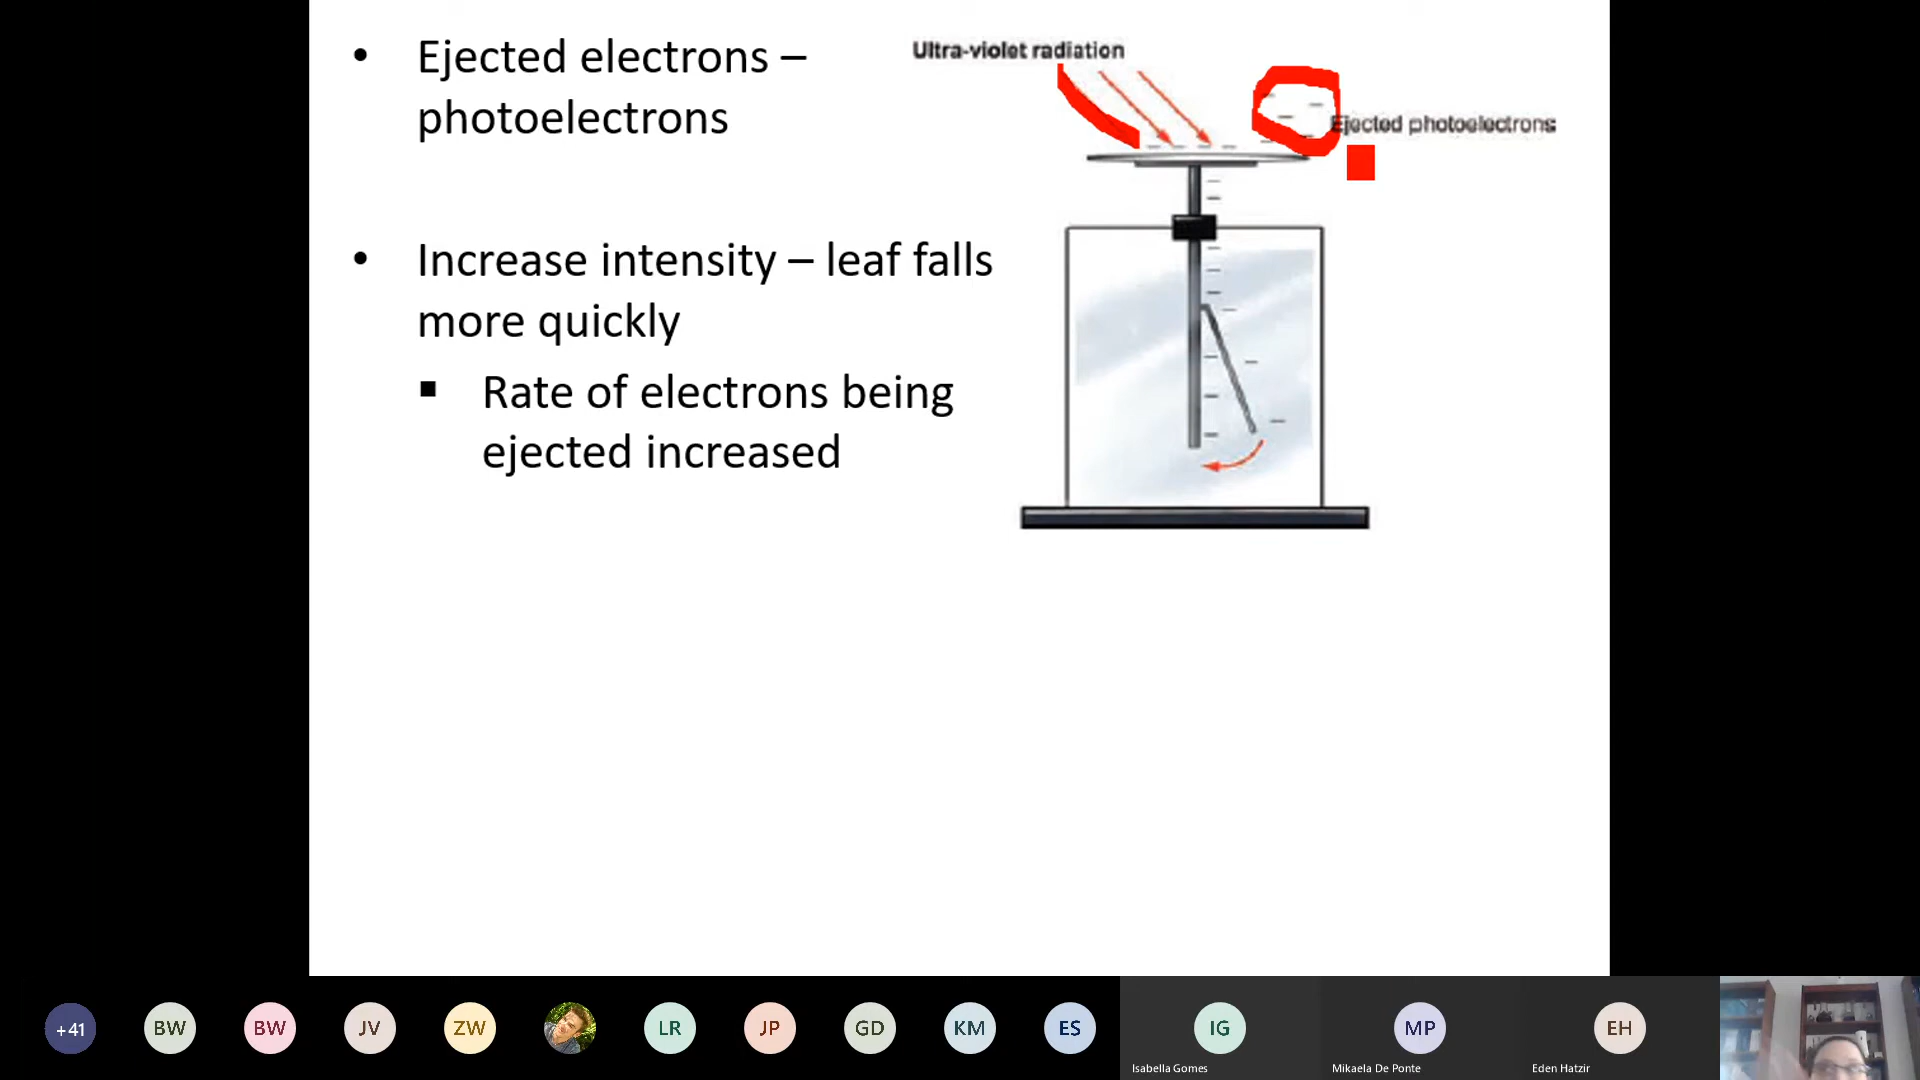 Ejected electrons –
photoelectrons
Increase intensity – leaf falls
more quickly
Rate of electrons being
ejected increased
Ultra-violet radiation
Ejected photoelectrons
+41
BW
BW
JV
ZW
LR
JP
GD
KM
ES
IG
MP
EH
Isabella Gomes
Mikaela De Ponte
Eden Hatzir